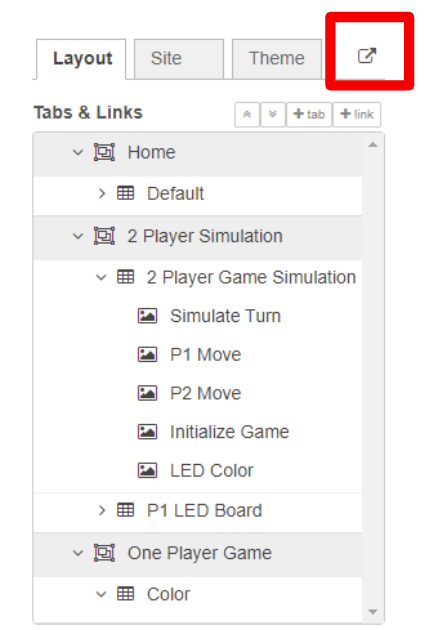 Layout Site Theme
Tabs & Links + tab + link
Home
Default
2 Player Simulation
2 Player Game Simulation
Simulate Turn
P1 Move
P2 Move
Initialize Game
LED Color
P1 LED Board
One Player Game
Color